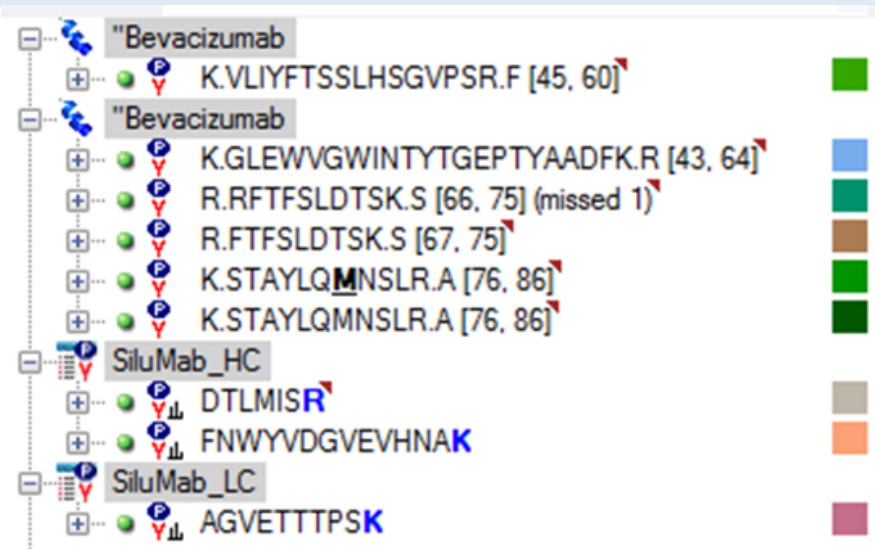 "Bevacizumab
K.VLIYFTSSLHSGVPSR.F [45, 60]
"Bevacizumab
K.GLEWVGWINTYTGEPTYAADFK.R [43, 64]
R.RFTFSLDTSK.S [66, 75] (missed 1)
R.FTFSLDTSK.S [67, 75]
K.STAYLQMNSLR.A [76, 86]
K.STAYLQMNSLR.A [76, 86]
SiluMab_HC
DTLMISR
FNWYVDGVEVHNAK
SiluMab_LC
AGVETTTPSK